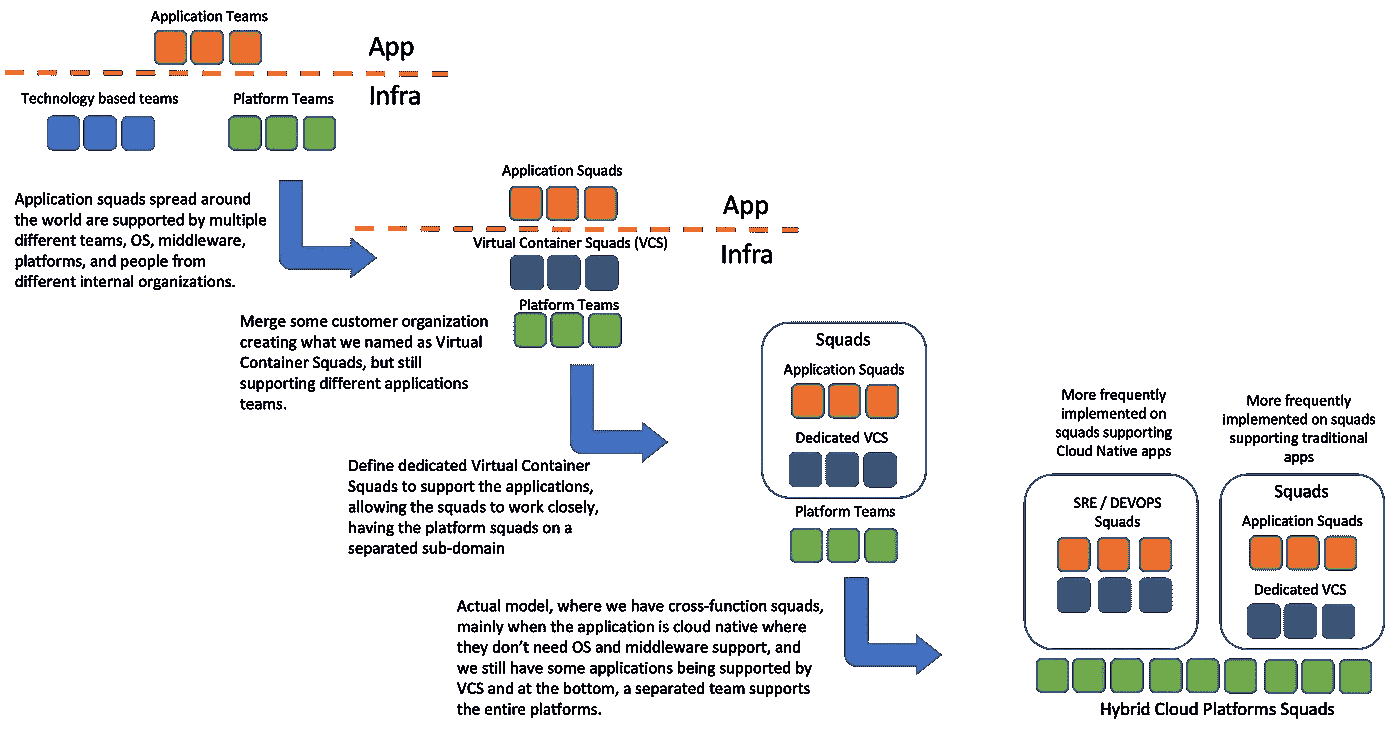 Application Teams
App
Infra
Technology based teams
Platform Teams
Application squads spread around
the world are supported by multiple
different teams, OS, middleware,
platforms, and people from
different internal organizations.
Application Squads
App
Infra
Virtual Container Squads (VCS)
Platform Teams
Merge some customer organization
creating what we named as Virtual
Container Squads, but still
supporting different applications
teams.
Squads
Application Squads
Dedicated VCS
Platform Teams
Define dedicated Virtual Container
Squads to support the applications,
allowing the squads to work closely,
having the platform squads on a
separated sub-domain
More frequently
implemented on
squads supporting
Cloud Native apps
SRE / DEVOPS
Squads
More frequently
implemented on squads
supporting traditional
apps
Squads
Application Squads
Dedicated VCS
Hybrid Cloud Platforms Squads
Actual model, where we have cross-function squads,
mainly when the application is cloud native where
they don't need OS and middleware support, and
we still have some applications being supported by
VCS and at the bottom, a separated team supports
the entire platforms.